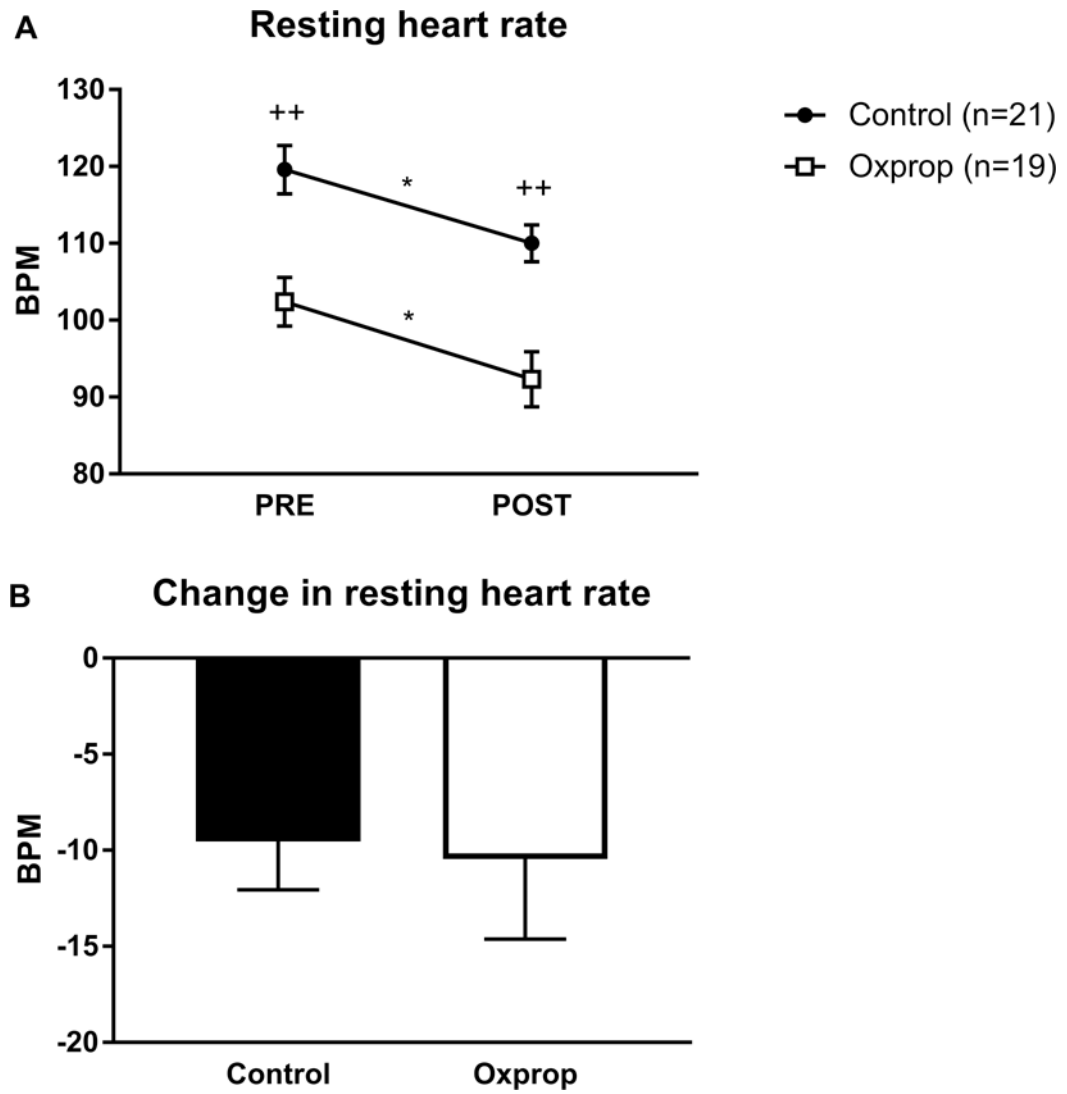 A
Resting heart rate
130
120
110
100
90
80
BPM
++
*
++
*
PRE
POST
Control (n=21)
Oxprop (n=19)
B
Change in resting heart rate
0
-5
-10
-15
-20
BPM
Control
Oxprop